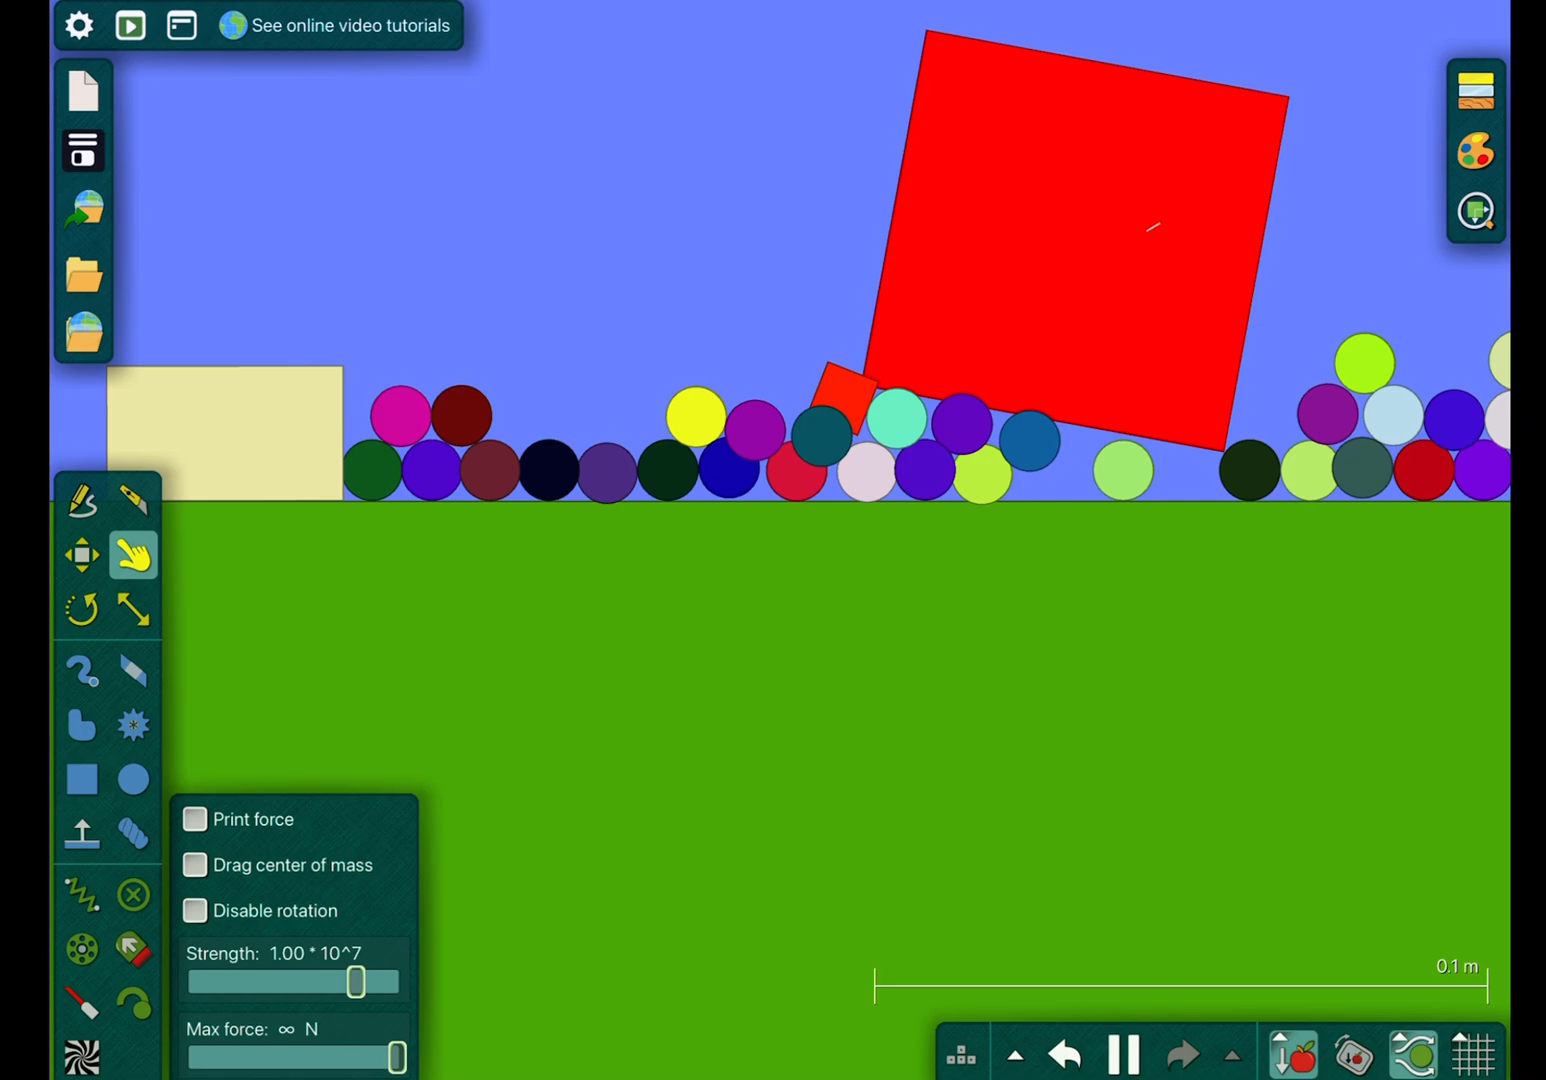 See online video tutorials
Print force
Drag center of mass
Disable rotation
Strength: 1.00 * 10^7
Max force: ∞ N
0.1 m